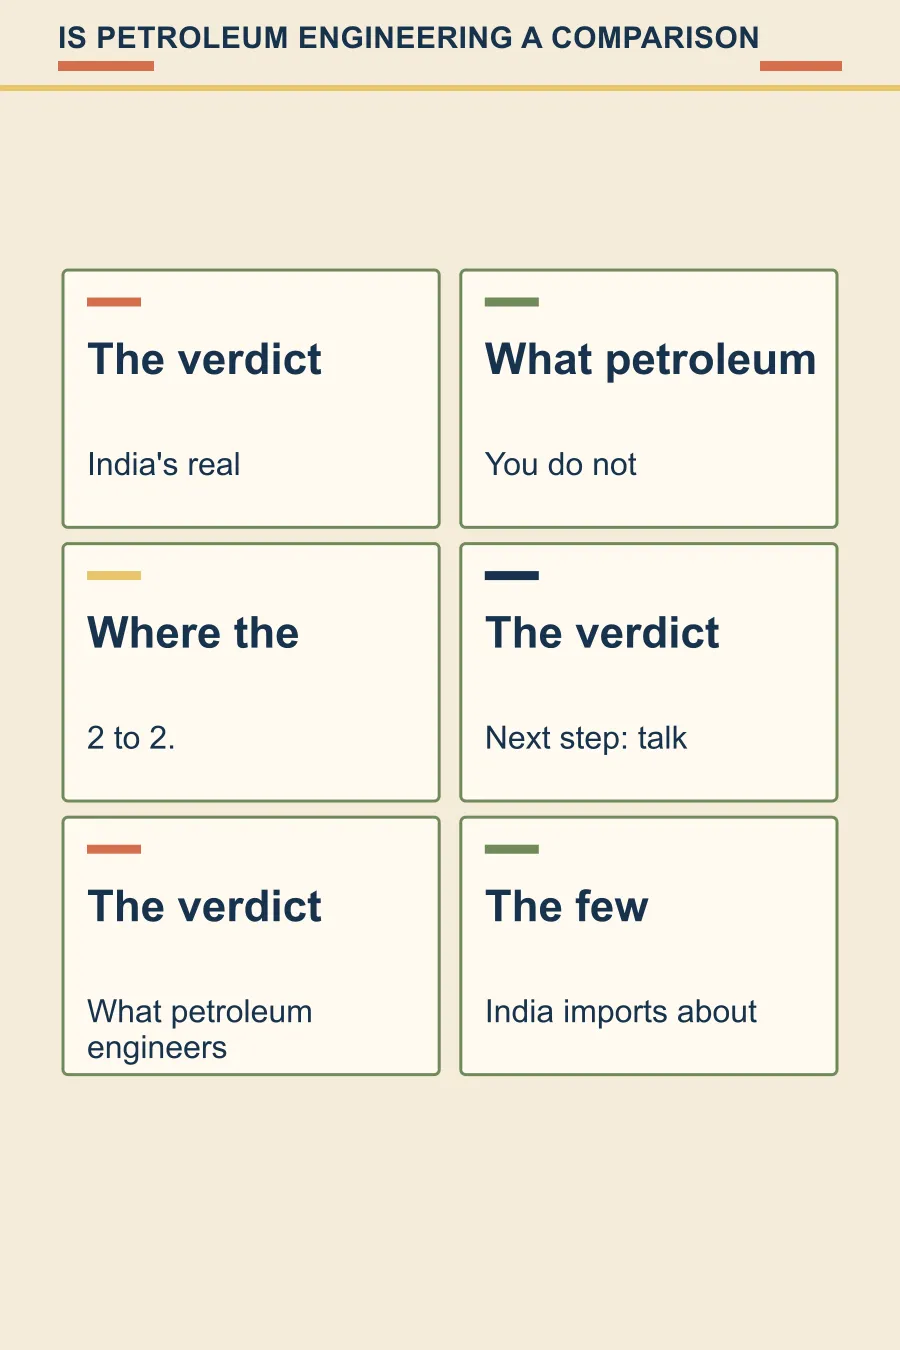 IS PETROLEUM ENGINEERING A COMPARISON
The verdict
India's real
What petroleum
You do not
Where the
2 to 2.
The verdict
Next step: talk
The verdict
What petroleum
engineers
The few
India imports about